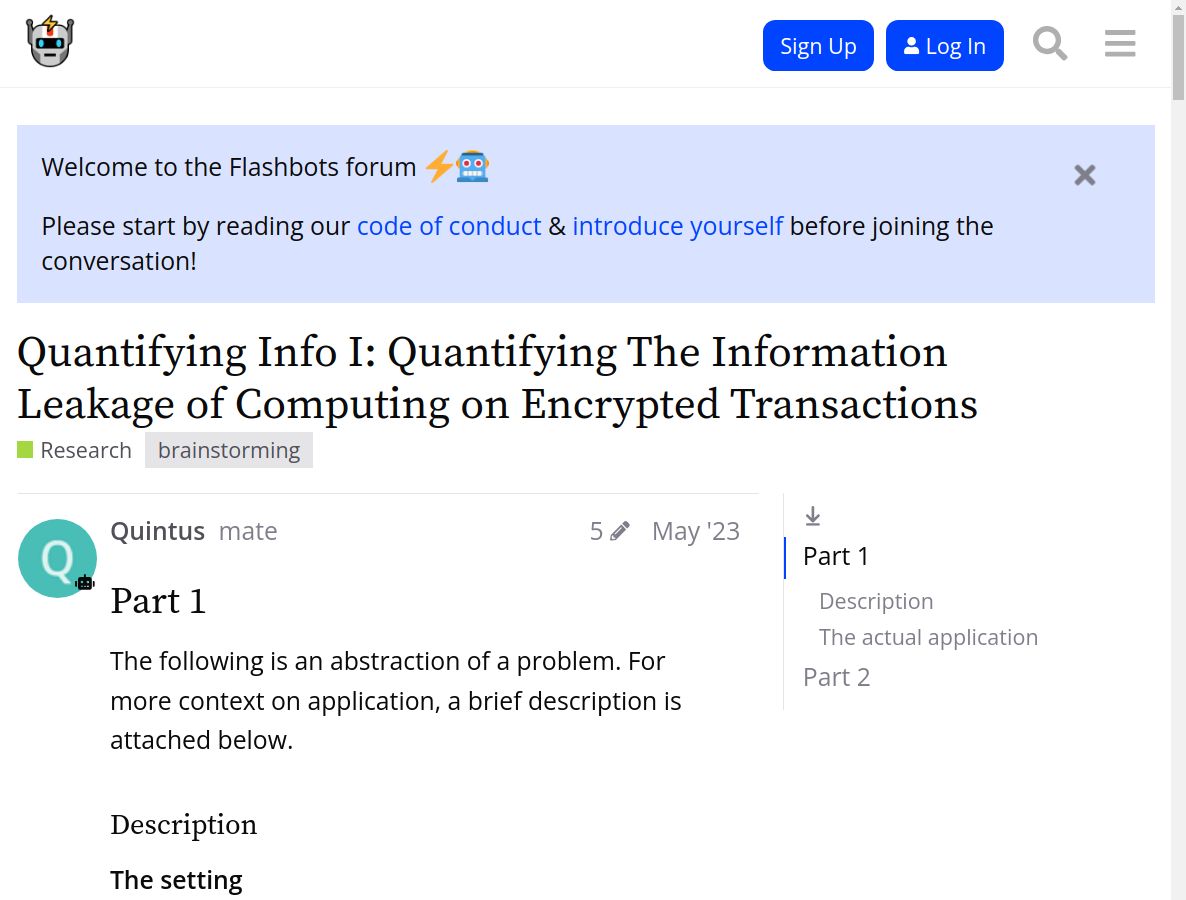 Sign Up
Log In
Welcome to the Flashbots forum
Please start by reading our code of conduct & introduce yourself before joining the
conversation!
Quantifying Info I: Quantifying The Information
Leakage of Computing on Encrypted Transactions
Research brainstorming
Q
Quintus mate 5 May '23
Part 1
The following is an abstraction of a problem. For
more context on application, a brief description is
attached below.
Description
The setting
Part 1
Description
The actual application
Part 2